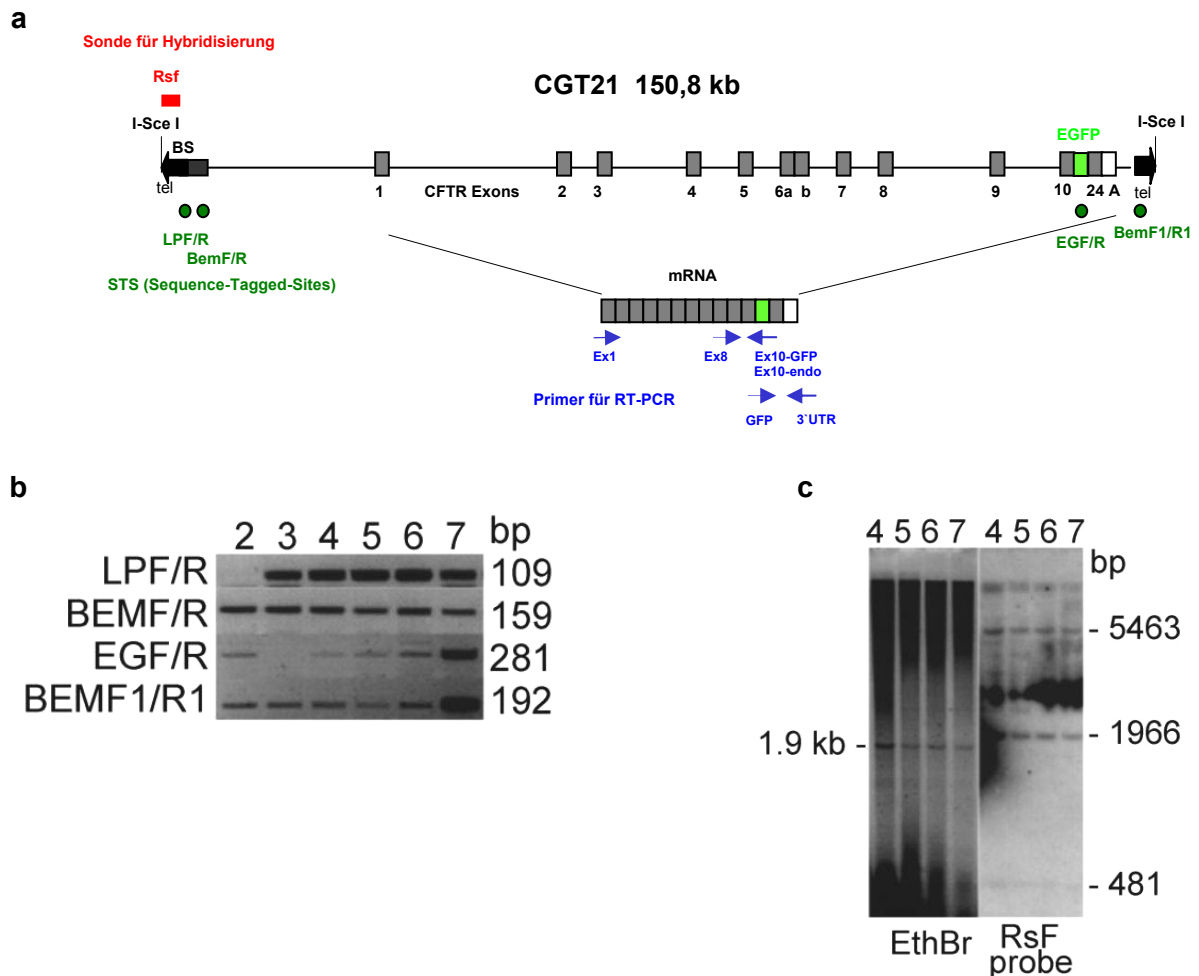 a
Sonde für Hybridisierung
Rsf
CGT21 150,8 kb
I-Sce I
I-Sce I
EGFP
BS
tel
tel
1
CFTR Exons
2
3
4
5
6a
b
7
8
9
10
24
A
LPF/R
BemF/R
EGF/R
BemF1/R1
STS (Sequence-Tagged-Sites)
mRNA
Ex1
Ex8
Ex10-GFP
Ex10-endo
Primer für RT-PCR
GFP
3`UTR
b
2 3 4 5 6 7 bp
LPF/R 109
BEMF/R 159
EGF/R 281
BEMF1/R1 192
c
4 5 6 7 4 5 6 7
bp
- 5463
1.9 kb -
- 1966
- 481
EthBr
RsF
probe